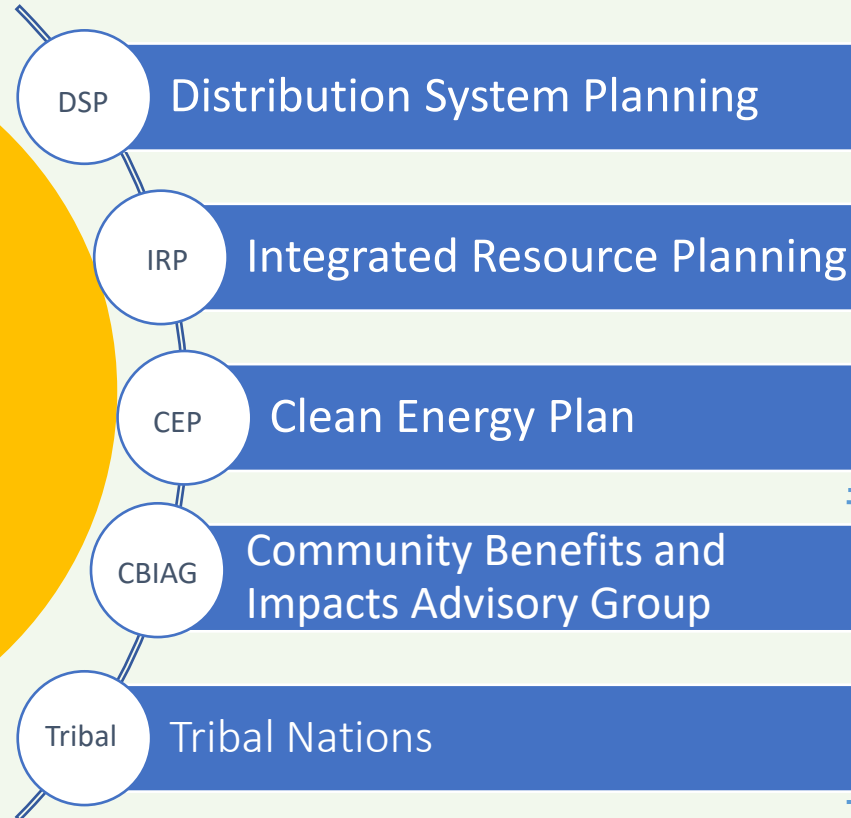 DSP
Distribution System Planning
IRP
Integrated Resource Planning
CEP
Clean Energy Plan
CBIAG
Community Benefits and
Impacts Advisory Group
Tribal
Tribal Nations